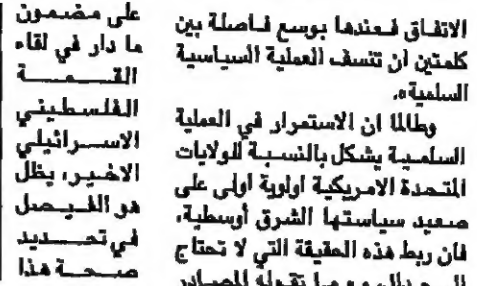 الاتفاق فعندها بوسع فاصلة بين
كلمتين ان تنسف العملية السياسية
السلمية».
وطالما ان الاستمرار في العملية
السلمية يشكل بالنسبة للولايات
المتحدة الامريكية اولوية اولى على
صعيد سياستها الشرق أوسطية،
فان ربط هذه الحقيقة التي لا تحتاج
المصادر
على مضمون
ما دار في لقاء
القمة
الفلسطيني
الاسرائيلي
الاخير، يظل
هو الفيصل
في تحديد
صحة هذا